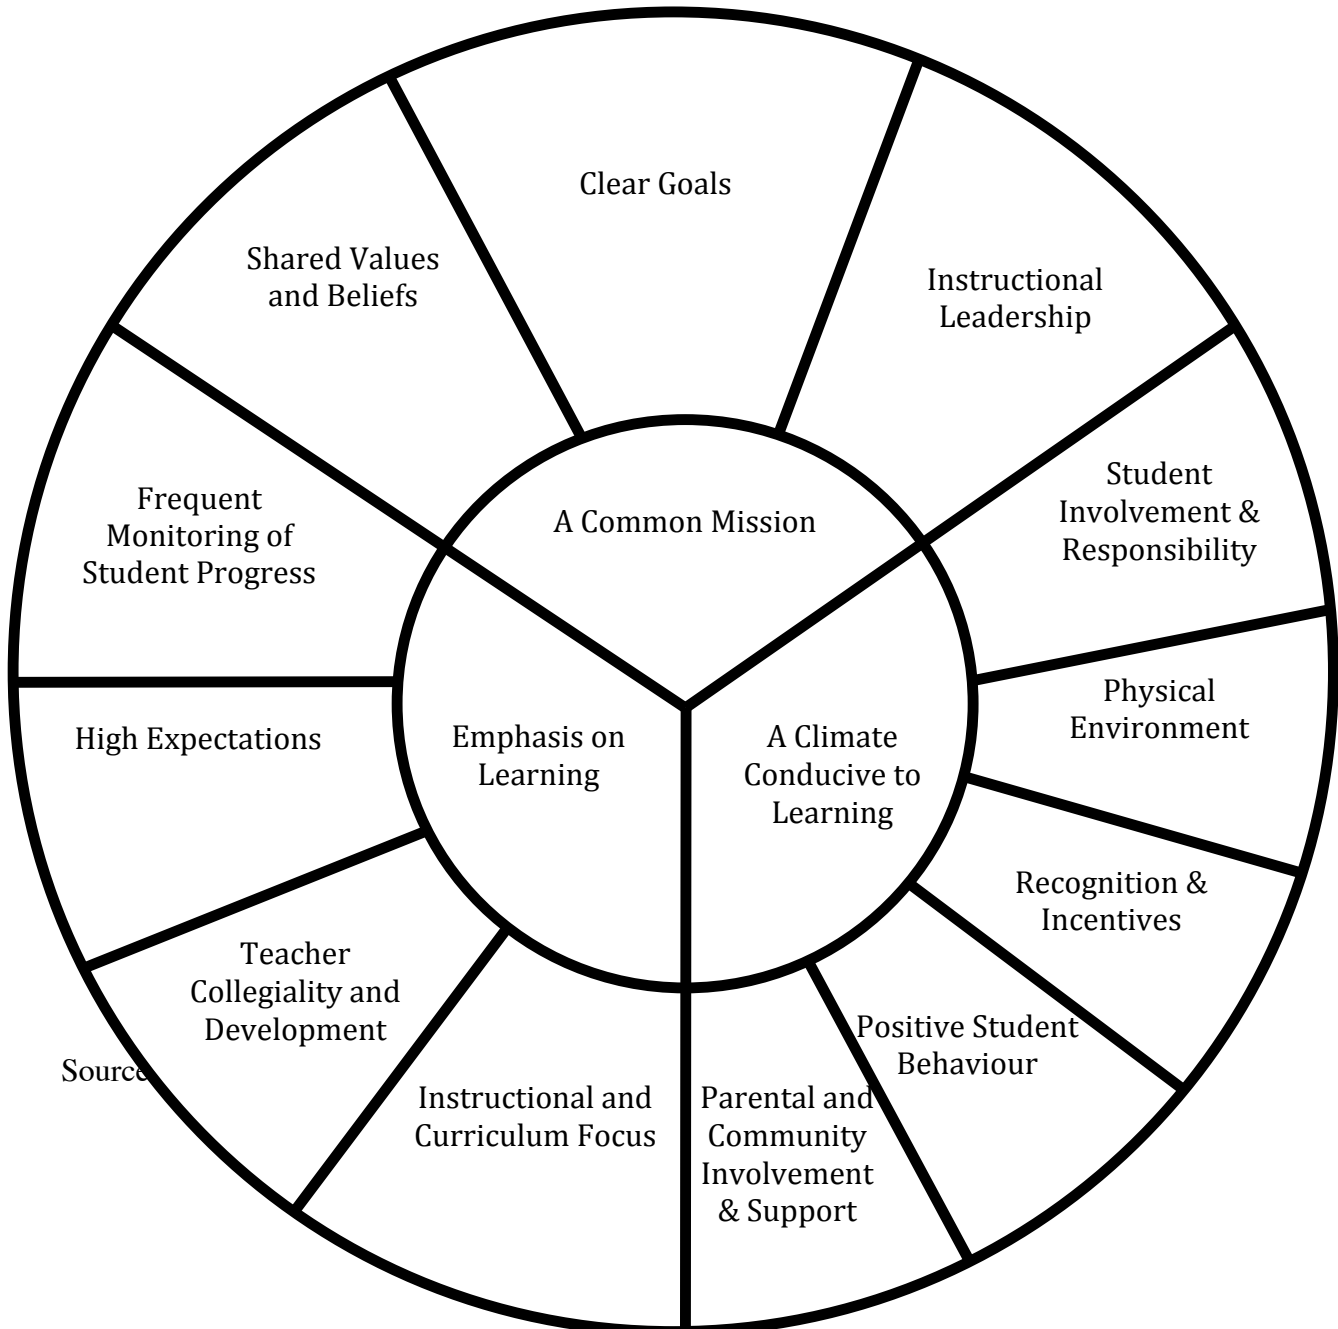 Clear Goals
Shared Values
and Beliefs
Instructional
Leadership
Student
Involvement &
Responsibility
Frequent
Monitoring of
Student Progress
A Common Mission
Physical
Environment
High Expectations
Emphasis on
Learning
A Climate
Conducive to
Learning
Recognition &
Incentives
Teacher
Collegiality and
Development
Positive Student
Behaviour
Source
Instructional and
Curriculum Focus
Parental and
Community
Involvement
& Support